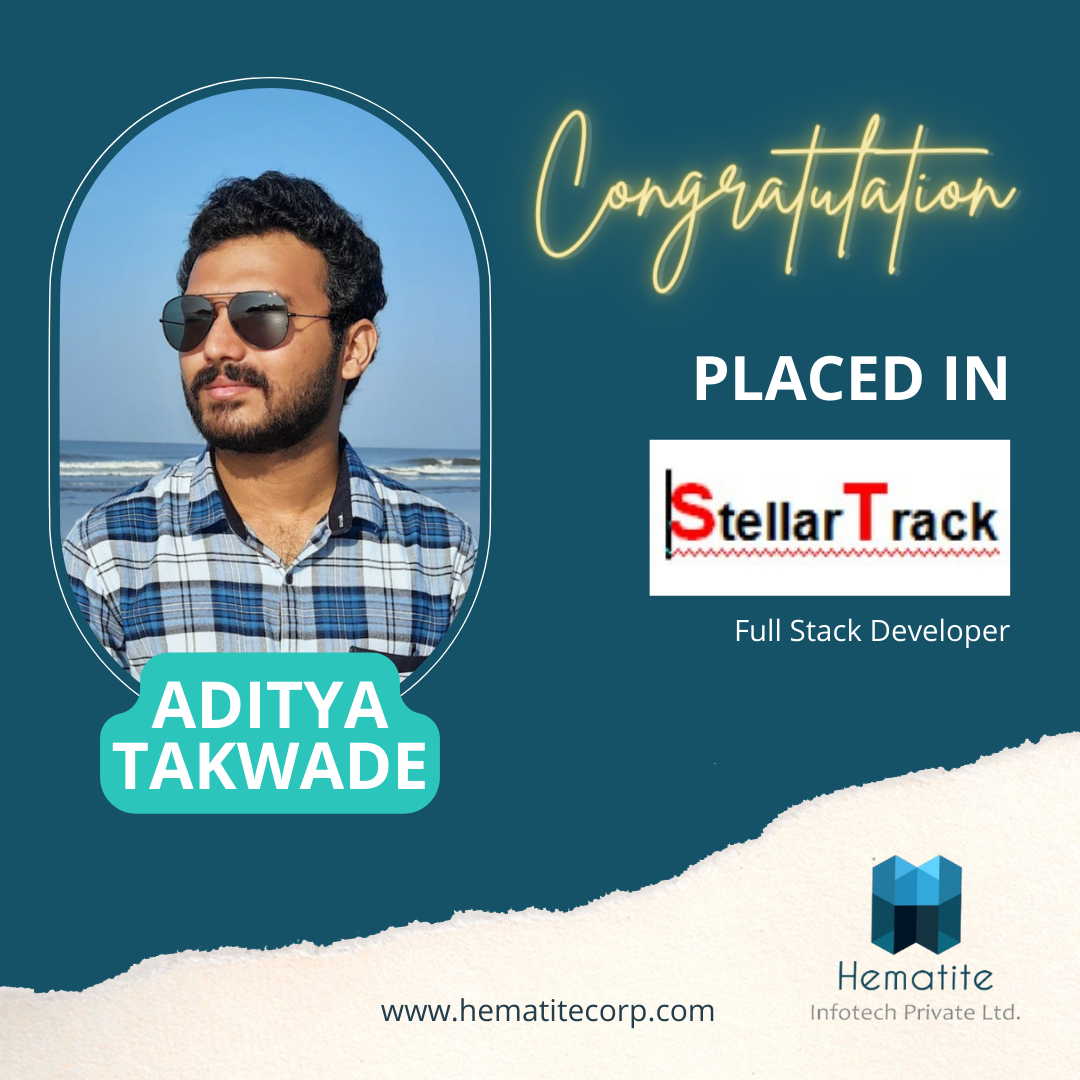 Congratulation
PLACED IN
StellarTrack
Full Stack Developer
ADITYA
TAKWADE
Hematite
Infotech Private Ltd.
www.hematitecorp.com